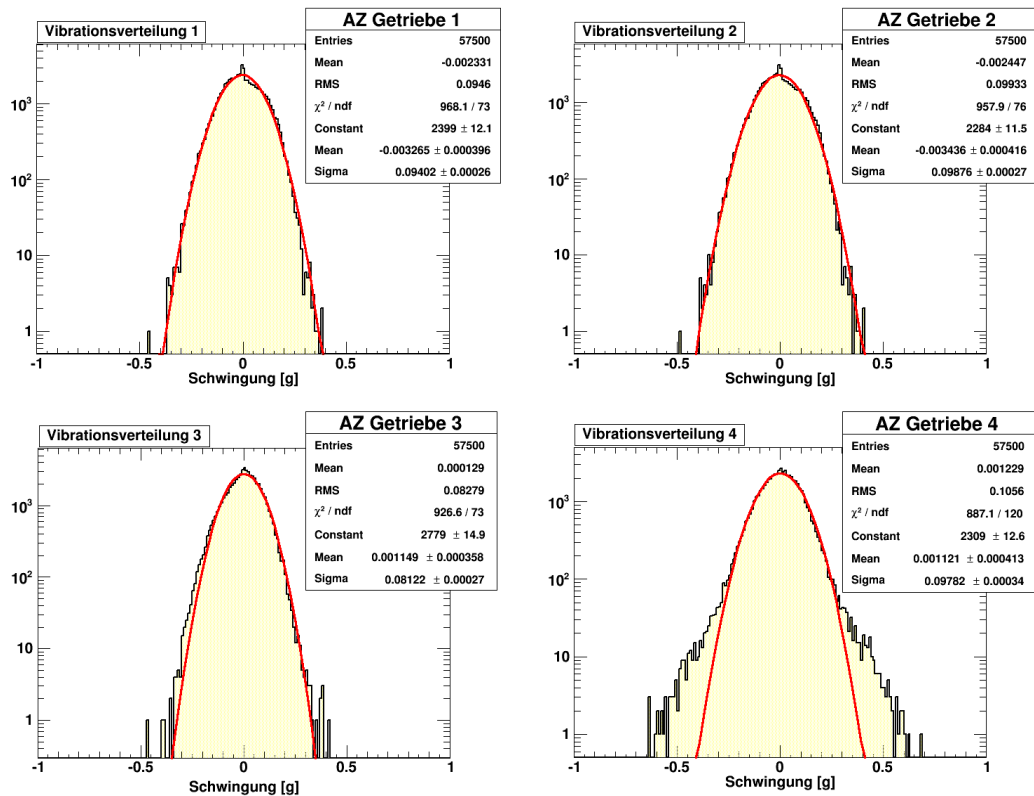 Vibrationsverteilung 1
AZ Getriebe 1
Entries 57500
Mean -0.002331
RMS 0.0946
χ² / ndf 968.1 / 73
Constant 2399 ± 12.1
Mean -0.003265 ± 0.000396
Sigma 0.09402 ± 0.00026
10³
10²
10
1
-1 -0.5 0 0.5 1
Schwingung [g]
Vibrationsverteilung 2
AZ Getriebe 2
Entries 57500
Mean -0.002447
RMS 0.09933
χ² / ndf 957.9 / 76
Constant 2284 ± 11.5
Mean -0.003436 ± 0.000416
Sigma 0.09876 ± 0.00027
10³
10²
10
1
-1 -0.5 0 0.5 1
Schwingung [g]
Vibrationsverteilung 3
AZ Getriebe 3
Entries 57500
Mean 0.000129
RMS 0.08279
χ² / ndf 926.6 / 73
Constant 2779 ± 14.9
Mean 0.001149 ± 0.000358
Sigma 0.08122 ± 0.00027
10³
10²
10
1
-1 -0.5 0 0.5 1
Schwingung [g]
Vibrationsverteilung 4
AZ Getriebe 4
Entries 57500
Mean 0.001229
RMS 0.1056
χ² / ndf 887.1 / 120
Constant 2309 ± 12.6
Mean 0.001121 ± 0.000413
Sigma 0.09782 ± 0.00034
10³
10²
10
1
-1 -0.5 0 0.5 1
Schwingung [g]